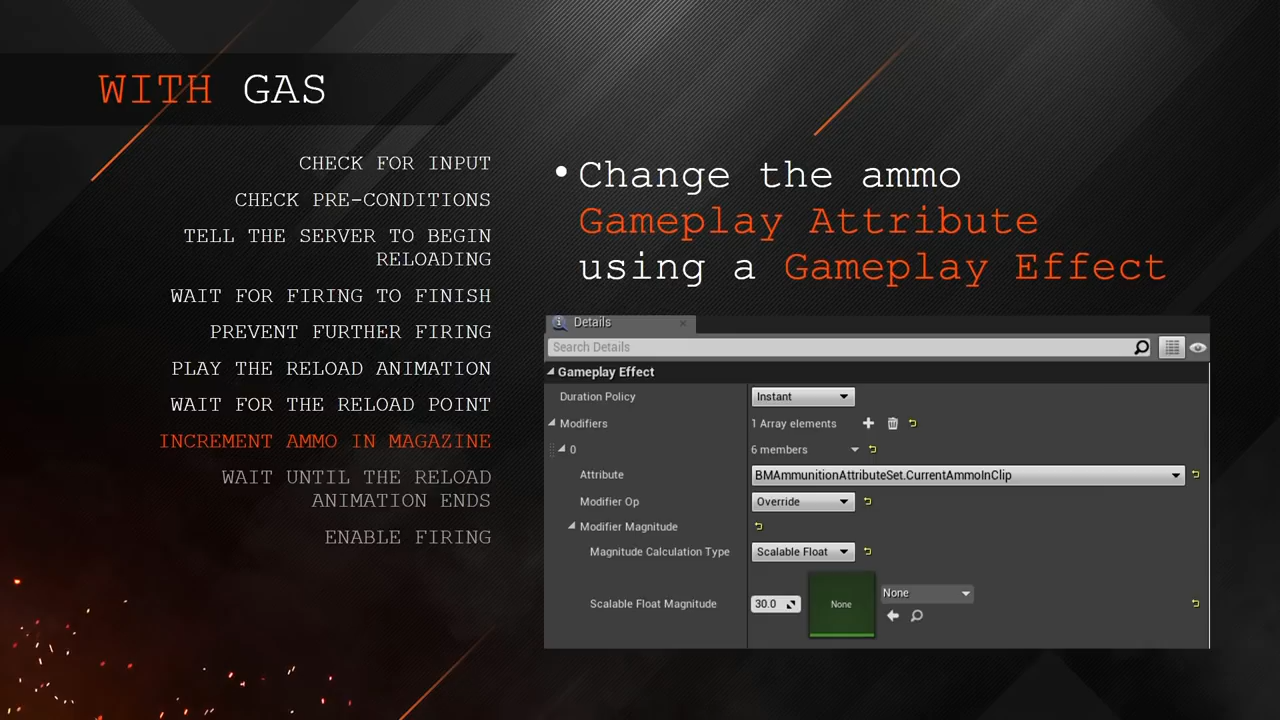 WITH GAS
CHECK FOR INPUT
CHECK PRE-CONDITIONS
TELL THE SERVER TO BEGIN
RELOADING
WAIT FOR FIRING TO FINISH
PREVENT FURTHER FIRING
PLAY THE RELOAD ANIMATION
WAIT FOR THE RELOAD POINT
INCREMENT AMMO IN MAGAZINE
WAIT UNTIL THE RELOAD
ANIMATION ENDS
ENABLE FIRING
• Change the ammo
Gameplay Attribute
using a Gameplay Effect
Details
Search Details
Gameplay Effect
Duration Policy Instant
Modifiers 1 Array elements
0 6 members
Attribute BMAmmunitionAttributeSet.CurrentAmmoInClip
Modifier Op Override
Modifier Magnitude
Magnitude Calculation Type Scalable Float
Scalable Float Magnitude 30.0 None None